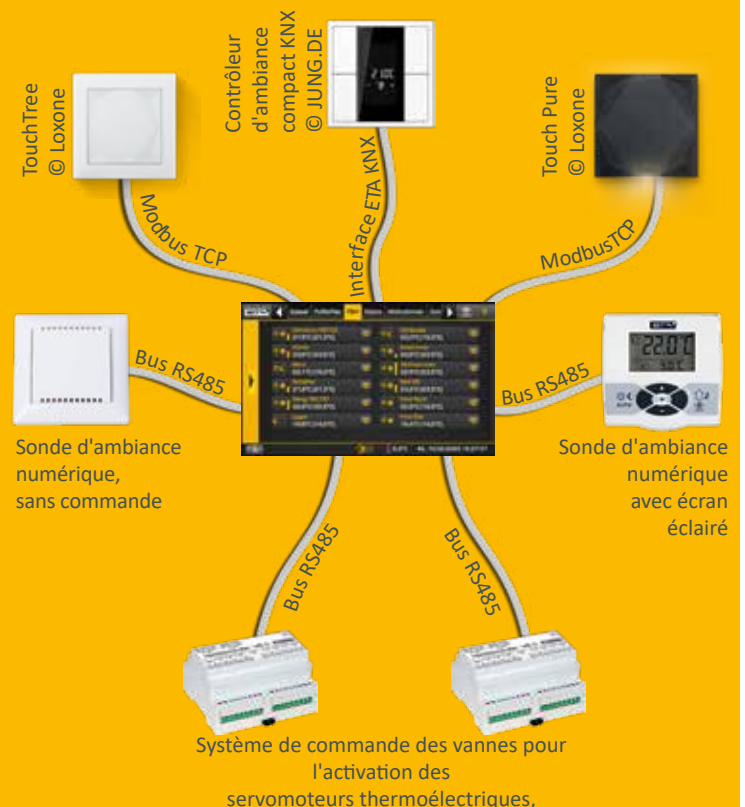 TouchTree
© Loxone
Contrôleur
d'ambiance
compact KNX
© JUNG.DE
Touch Pure
© Loxone
Modbus TCP
Interface ETA KNX
ModbusTCP
Bus RS485
Bus RS485
22.0°C
Sonde d'ambiance
numérique,
sans commande
Sonde d'ambiance
numérique
avec écran
éclairé
Bus RS485
Bus RS485
Système de commande des vannes pour
l'activation des
servomoteurs thermoélectriques,